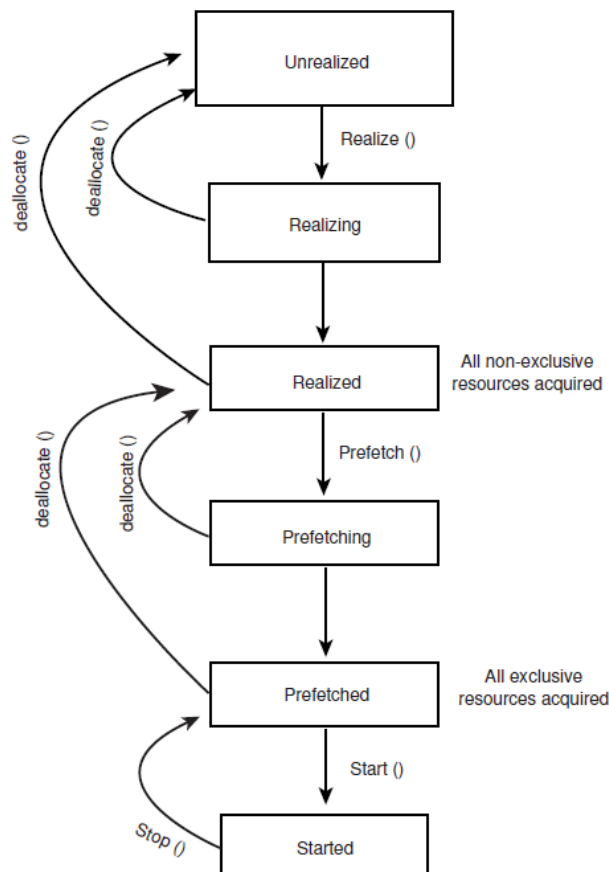 Unrealized
deallocate ()
deallocate ()
Realize ()
Realizing
Realized
All non-exclusive
resources acquired
deallocate ()
deallocate ()
Prefetch ()
Prefetching
Prefetched
All exclusive
resources acquired
Start ()
Stop ()
Started